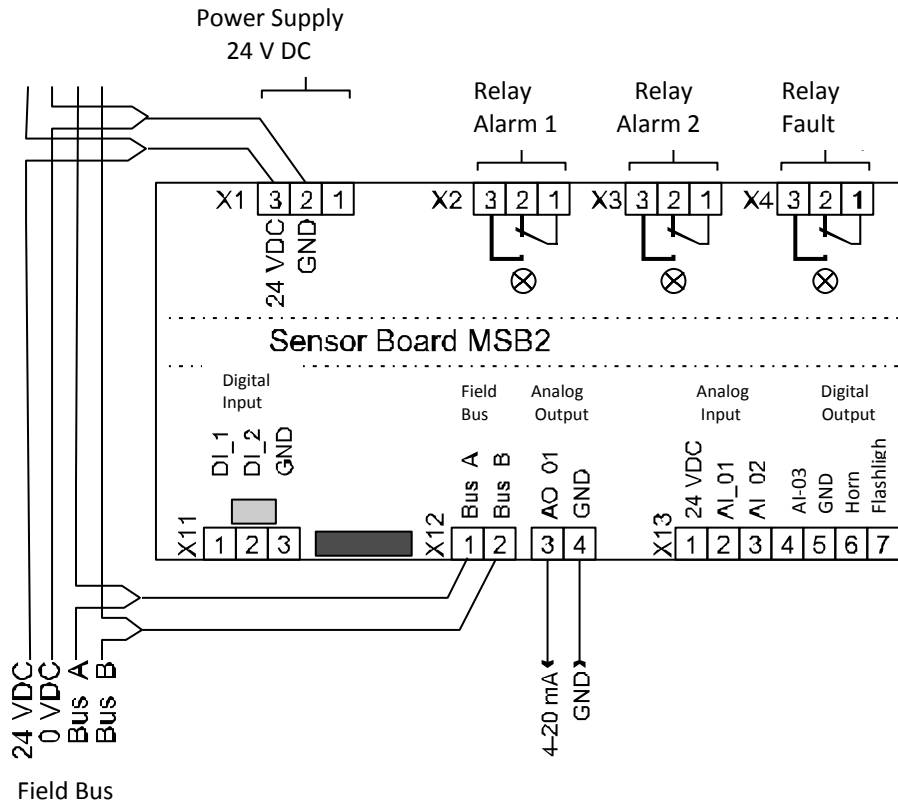 Power Supply
24 V DC
Relay
Alarm 1
Relay
Alarm 2
Relay
Fault
X1 3 2 1
X2 3 2 1
X3 3 2 1
X4 3 2 1
24 VDC
GND
Sensor Board MSB2
Digital
Input
Field
Bus
Analog
Output
Analog
Input
Digital
Output
DI_1
DI_2
GND
Bus A
Bus B
AO 01
GND
24 VDC
AI_01
AI 02
AI-03
GND
Horn
Flashligh
X11 1 2 3
X12 1 2 3 4
X13 1 2 3 4 5 6 7
24 VDC
0 VDC
Bus A
Bus B
4-20 mA
GND
Field Bus